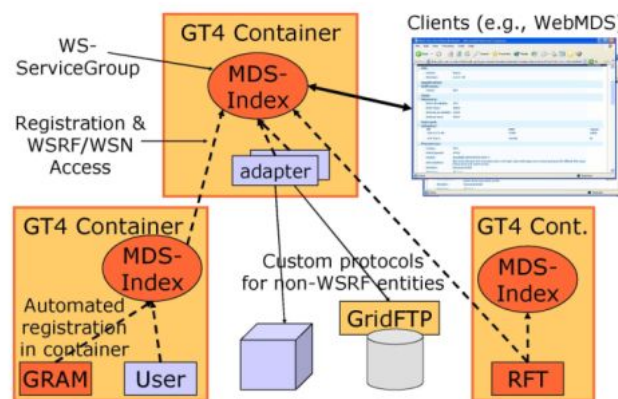 GT4 Container
Clients (e.g., WebMDS)
WS-
ServiceGroup
MDS-
Index
Registration &
WSRF/WSN
Access
adapter
GT4 Container
MDS-
Index
Automated
registration
in container
GRAM
User
Custom protocols
for non-WSRF entities
GridFTP
GT4 Cont.
MDS-
Index
RFT